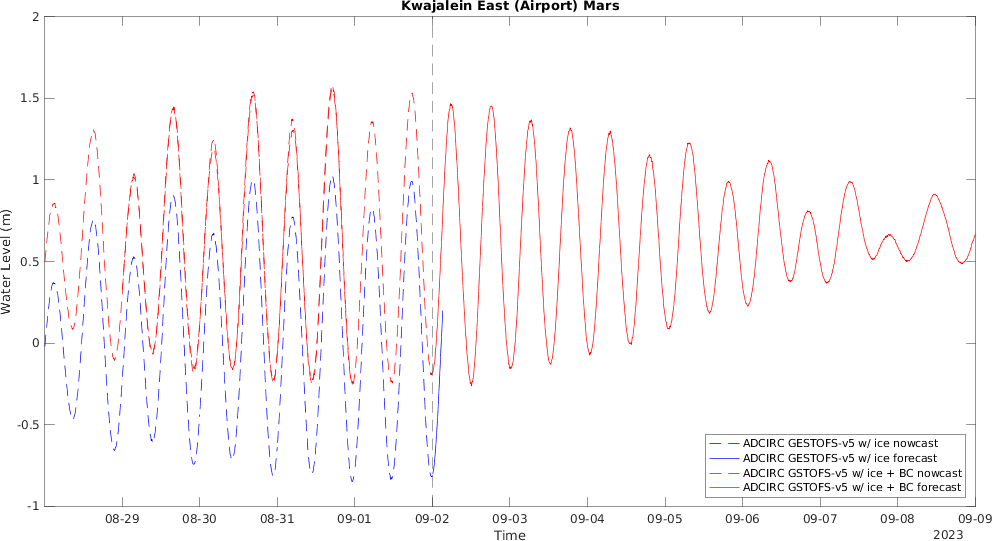 Kwajalein East (Airport) Mars
Water Level (m)
2
1.5
1
0.5
0
-0.5
-1
08-29
08-30
08-31
09-01
09-02
09-03
09-04
09-05
09-06
09-07
09-08
09-09
Time
2023
ADCIRC GESTOFS-v5 w/ ice nowcast
ADCIRC GESTOFS-v5 w/ ice forecast
ADCIRC GSTOFS-v5 w/ ice + BC nowcast
ADCIRC GSTOFS-v5 w/ ice + BC forecast